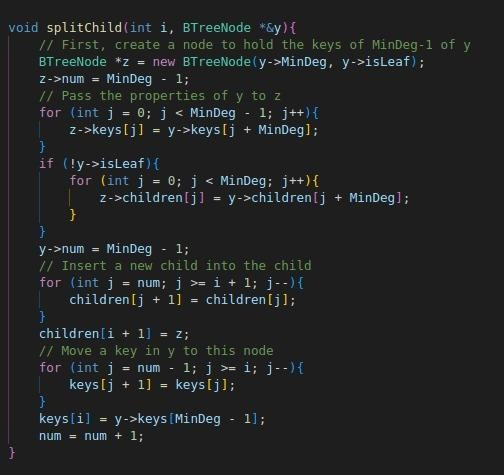 void splitChild(int i, BTreeNode *&y){
    // First, create a node to hold the keys of MinDeg-1 of y
    BTreeNode *z = new BTreeNode(y->MinDeg, y->isLeaf);
    z->num = MinDeg - 1;
    // Pass the properties of y to z
    for (int j = 0; j < MinDeg - 1; j++){
        z->keys[j] = y->keys[j + MinDeg];
    }
    if (!y->isLeaf){
        for (int j = 0; j < MinDeg; j++){
            z->children[j] = y->children[j + MinDeg];
        }
    }
    y->num = MinDeg - 1;
    // Insert a new child into the child
    for (int j = num; j >= i + 1; j--){
        children[j + 1] = children[j];
    }
    children[i + 1] = z;
    // Move a key in y to this node
    for (int j = num - 1; j >= i; j--){
        keys[j + 1] = keys[j];
    }
    keys[i] = y->keys[MinDeg - 1];
    num = num + 1;
}